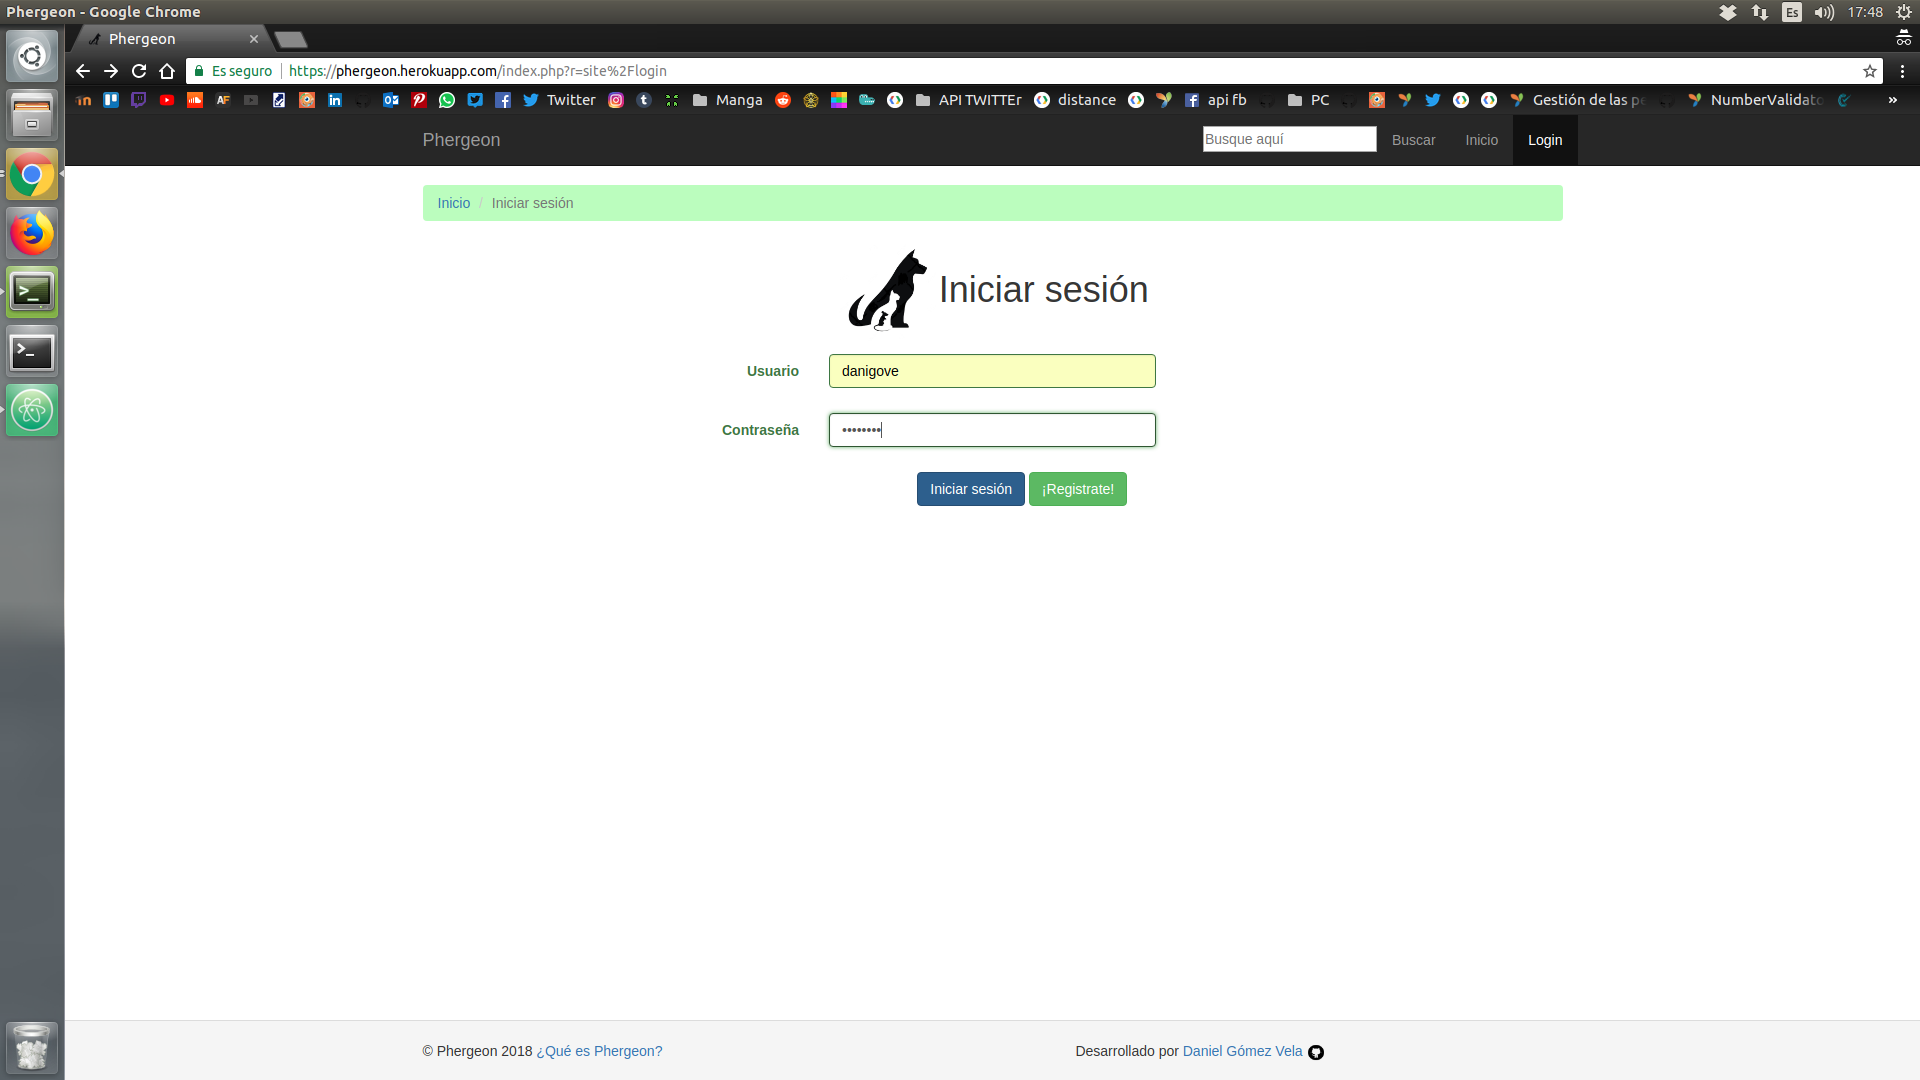 Phergeon - Google Chrome
Es
17:48
Phergeon
Es seguro
https://phergeon.herokuapp.com/index.php?r=site%2Flogin
Twitter
Manga
API TWITTEr
distance
api fb
PC
Gestión de las pe
NumberValidato
»
Phergeon
Busque aquí
Buscar
Inicio
Login
Inicio / Iniciar sesión
Iniciar sesión
Usuario
danigove
Contraseña
••••••••
Iniciar sesión
¡Registrate!
© Phergeon 2018 ¿Qué es Phergeon?
Desarrollado por Daniel Gómez Vela